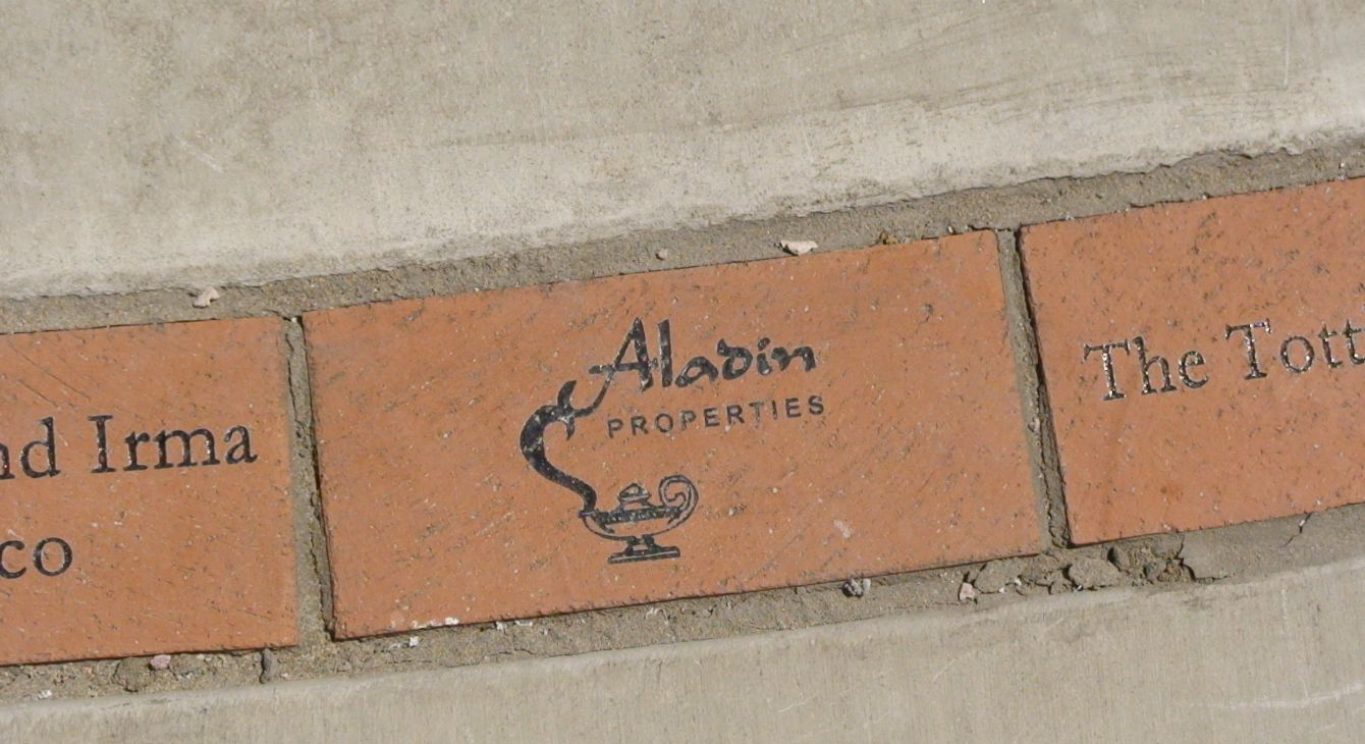 nd Irma
co
Aladin
PROPERTIES
The Tott